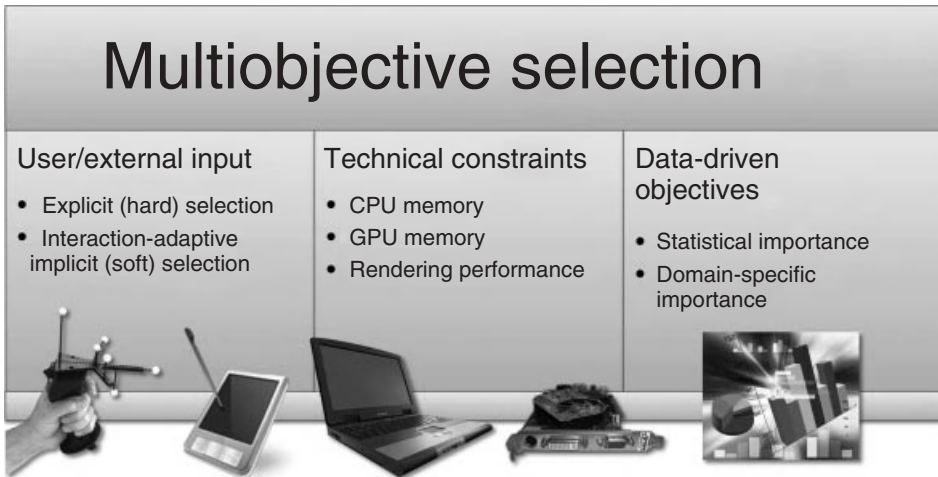 Multiobjective selection
User/external input
• Explicit (hard) selection
• Interaction-adaptive
implicit (soft) selection
Technical constraints
• CPU memory
• GPU memory
• Rendering performance
Data-driven
objectives
• Statistical importance
• Domain-specific
importance